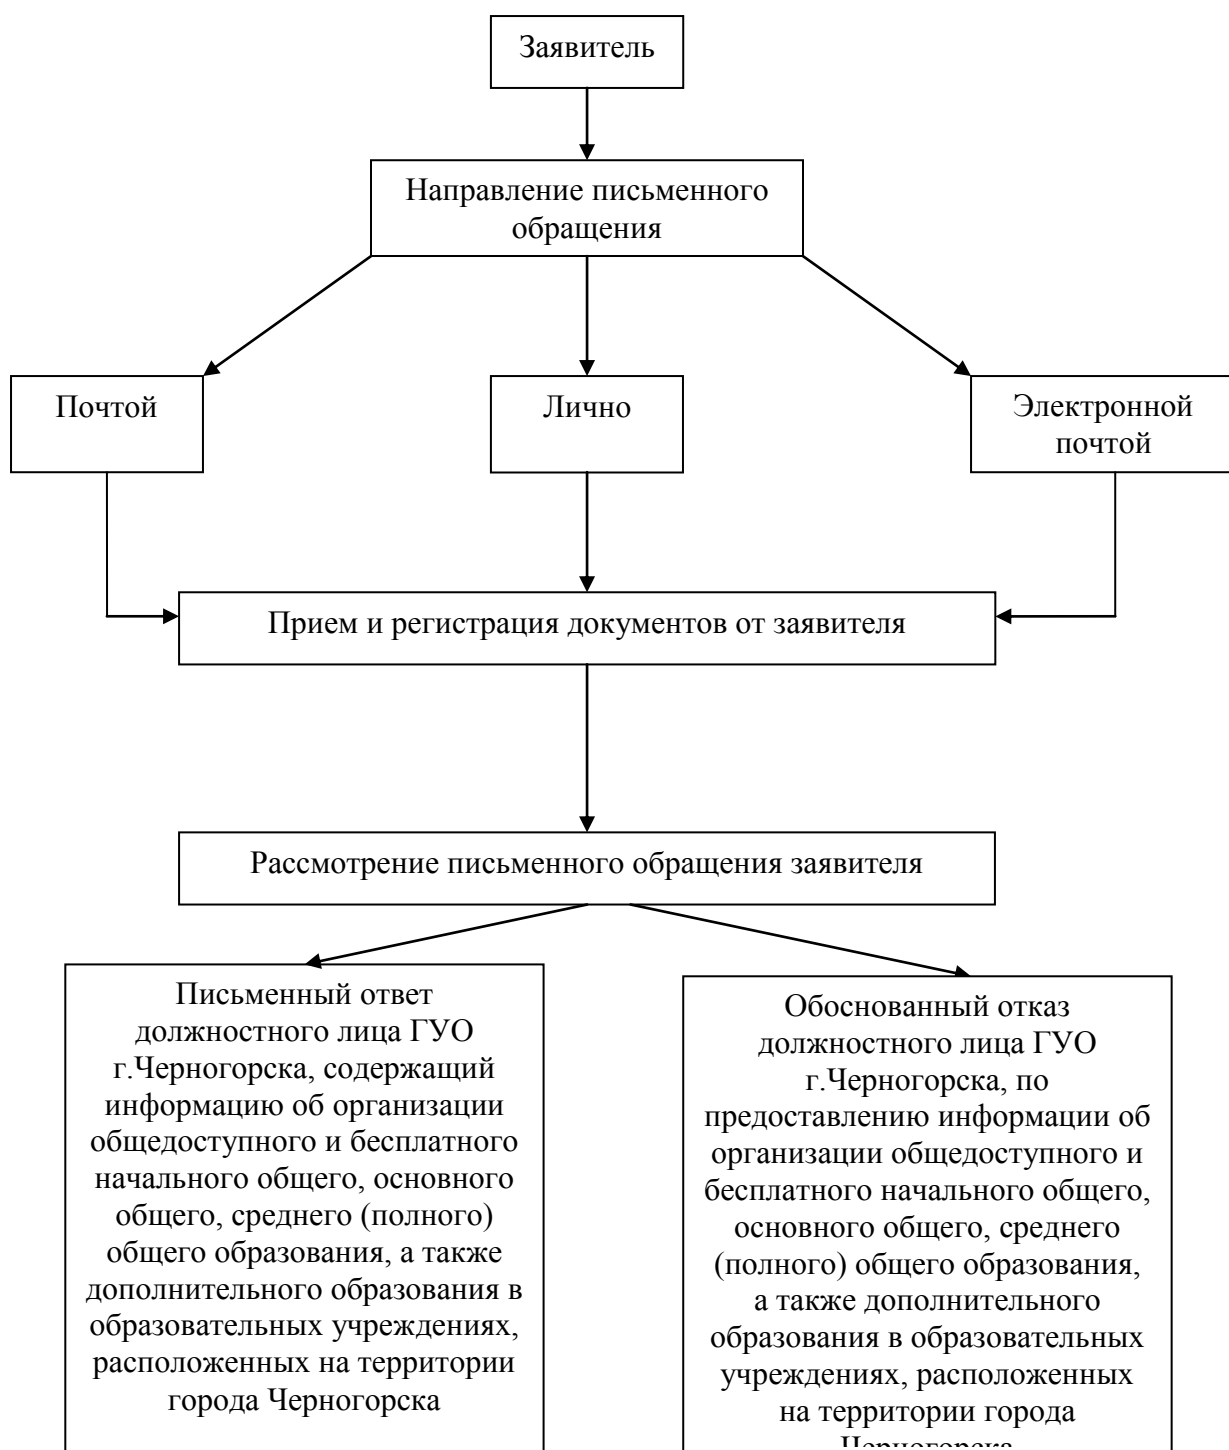 Заявитель
Направление письменного
обращения
Почтой
Лично
Электронной
почтой
Прием и регистрация документов от заявителя
Рассмотрение письменного обращения заявителя
Письменный ответ
должностного лица ГУО
г.Черногорска, содержащий
информацию об организации
общедоступного и бесплатного
начального общего, основного
общего, среднего (полного)
общего образования, а также
дополнительного образования в
образовательных учреждениях,
расположенных на территории
города Черногорска
Обоснованный отказ
должностного лица ГУО
г.Черногорска, по
предоставлению информации об
организации общедоступного и
бесплатного начального общего,
основного общего, среднего
(полного) общего образования,
а также дополнительного
образования в образовательных
учреждениях, расположенных
на территории города
Черногорска